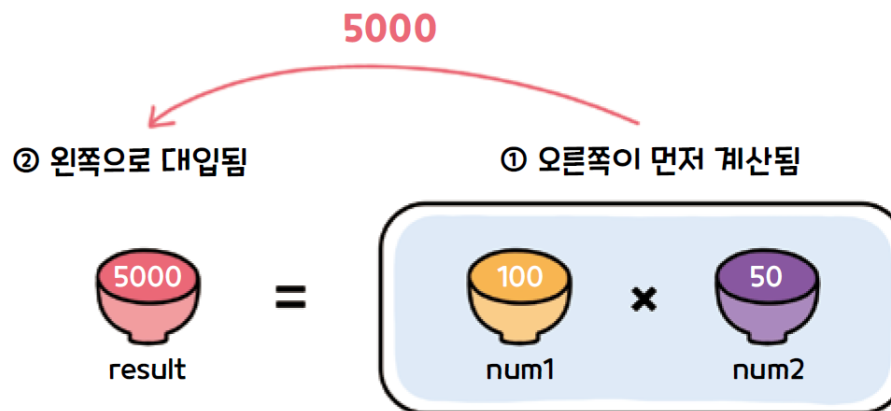 5000
② 왼쪽으로 대입됨
① 오른쪽이 먼저 계산됨
5000 = 100 × 50
result
num1
num2